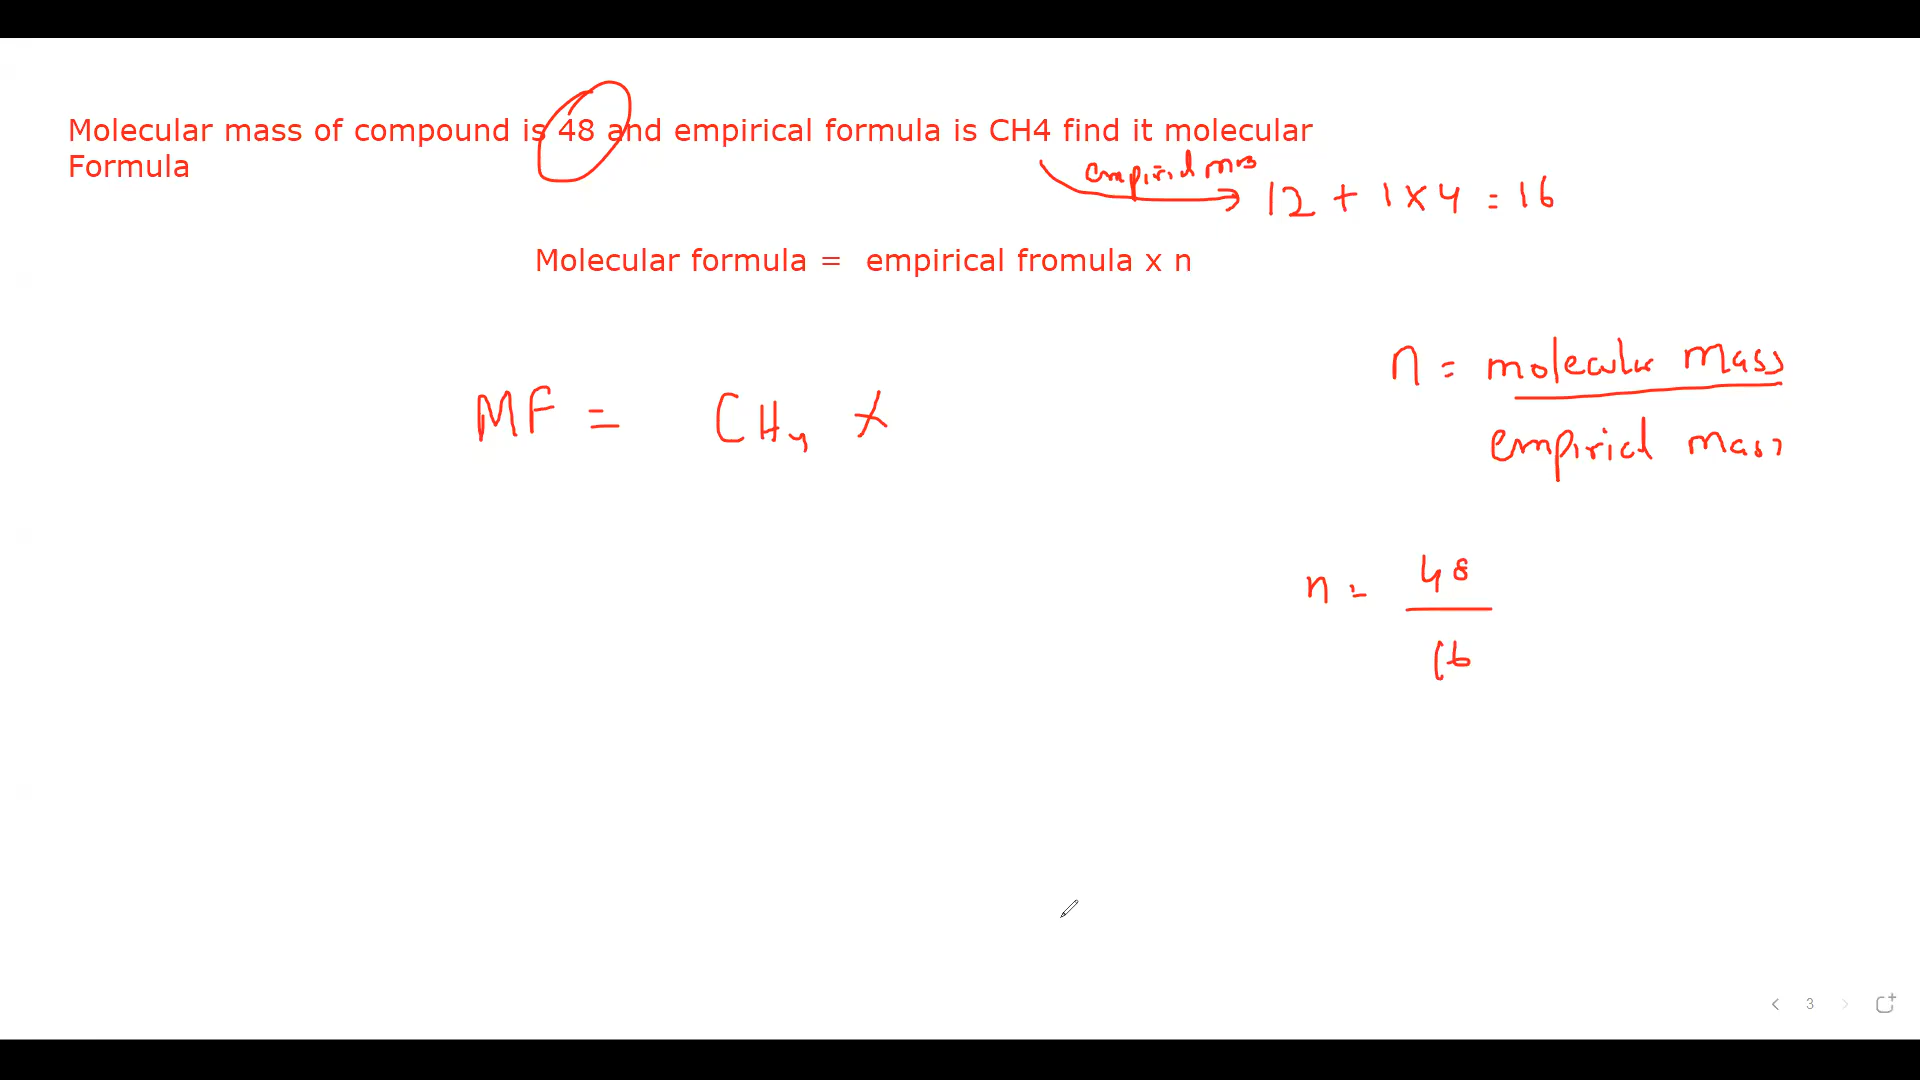 Molecular mass of compound is 48 and empirical formula is CH4 find it molecular
Formula
empirical mass
12 + 1 x 4 = 16
Molecular formula = empirical fromula x n
n = molecular mass
empirical mass
MF = CH4 x
n = 48
16
3